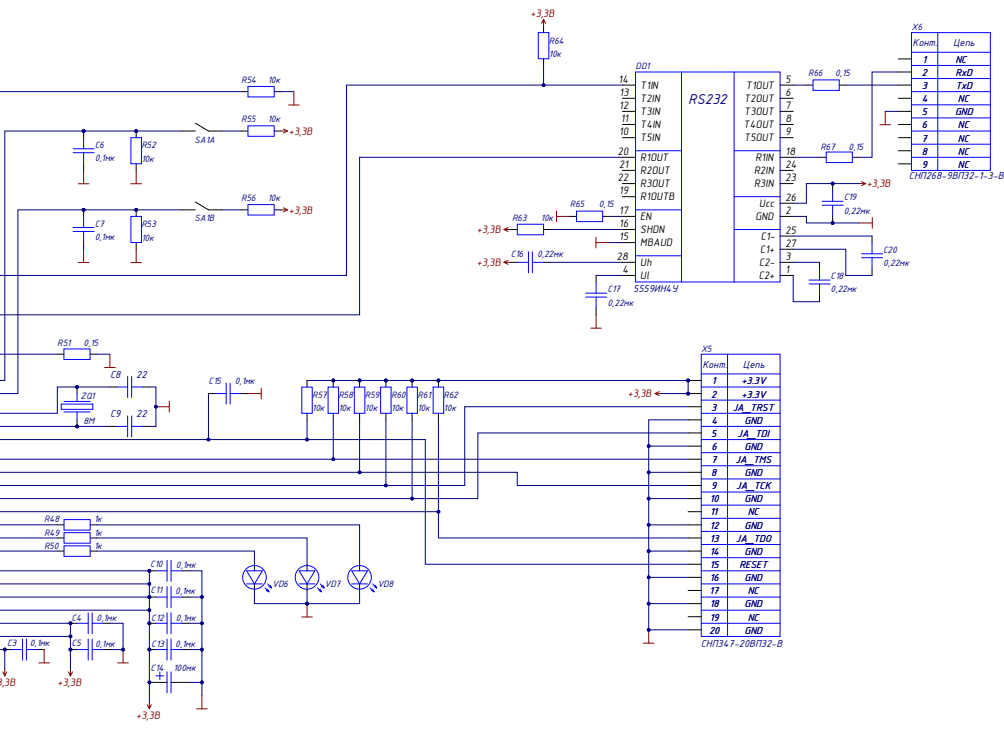 +3,3В
R64
10к
DD1
14 T1IN
13 T2IN
12 T3IN
11 T4IN
10 T5IN
20 R1OUT
21 R2OUT
22 R3OUT
19 R1OUTB
17 EN
16 SHDN
15 MBAUD
28 Uh
4 Ul
RS232
T1OUT 5
T2OUT 6
T3OUT 7
T4OUT 8
T5OUT 9
R1IN 18
R2IN 24
R3IN 23
Ucc 26
GND 2
C1- 25
C1+ 27
C2- 3
C2+ 1
5559ИН4У
R66 0,15
R67 0,15
X6
Конт. Цепь
1 NC
2 RxD
3 TxD
4 NC
5 GND
6 NC
7 NC
8 NC
9 NC
СНП268-9ВП32-1-3-В
+3,3В
C19
0,22мк
C20
0,22мк
C18
0,22мк
R65 0,15
R63 10к
+3,3В
C16 0,22мк
+3,3В
C17
0,22мк
R54 10к
R55 10к
+3,3В
SA1A
C6
0,1мк
R52
10к
R56 10к
+3,3В
SA1B
C7
0,1мк
R53
10к
R51 0,15
C8 22
ZQ1
8М
C9 22
C15 0,1мк
R57
10к
R58
10к
R59
10к
R60
10к
R61
10к
R62
10к
X5
Конт. Цепь
1 +3.3V
2 +3.3V
3 JA_TRST
4 GND
5 JA_TDI
6 GND
7 JA_TMS
8 GND
9 JA_TCK
10 GND
11 NC
12 GND
13 JA_TDO
14 GND
15 RESET
16 GND
17 NC
18 GND
19 NC
20 GND
СНП347-20ВП32-В
+3,3В
R48 1к
R49 1к
R50 1к
VD6
VD7
VD8
C10 0,1мк
C11 0,1мк
C12 0,1мк
C13 0,1мк
C14 100мк
+
+3,3В
C4 0,1мк
C5 0,1мк
C3 0,1мк
+3,3В
3,3В